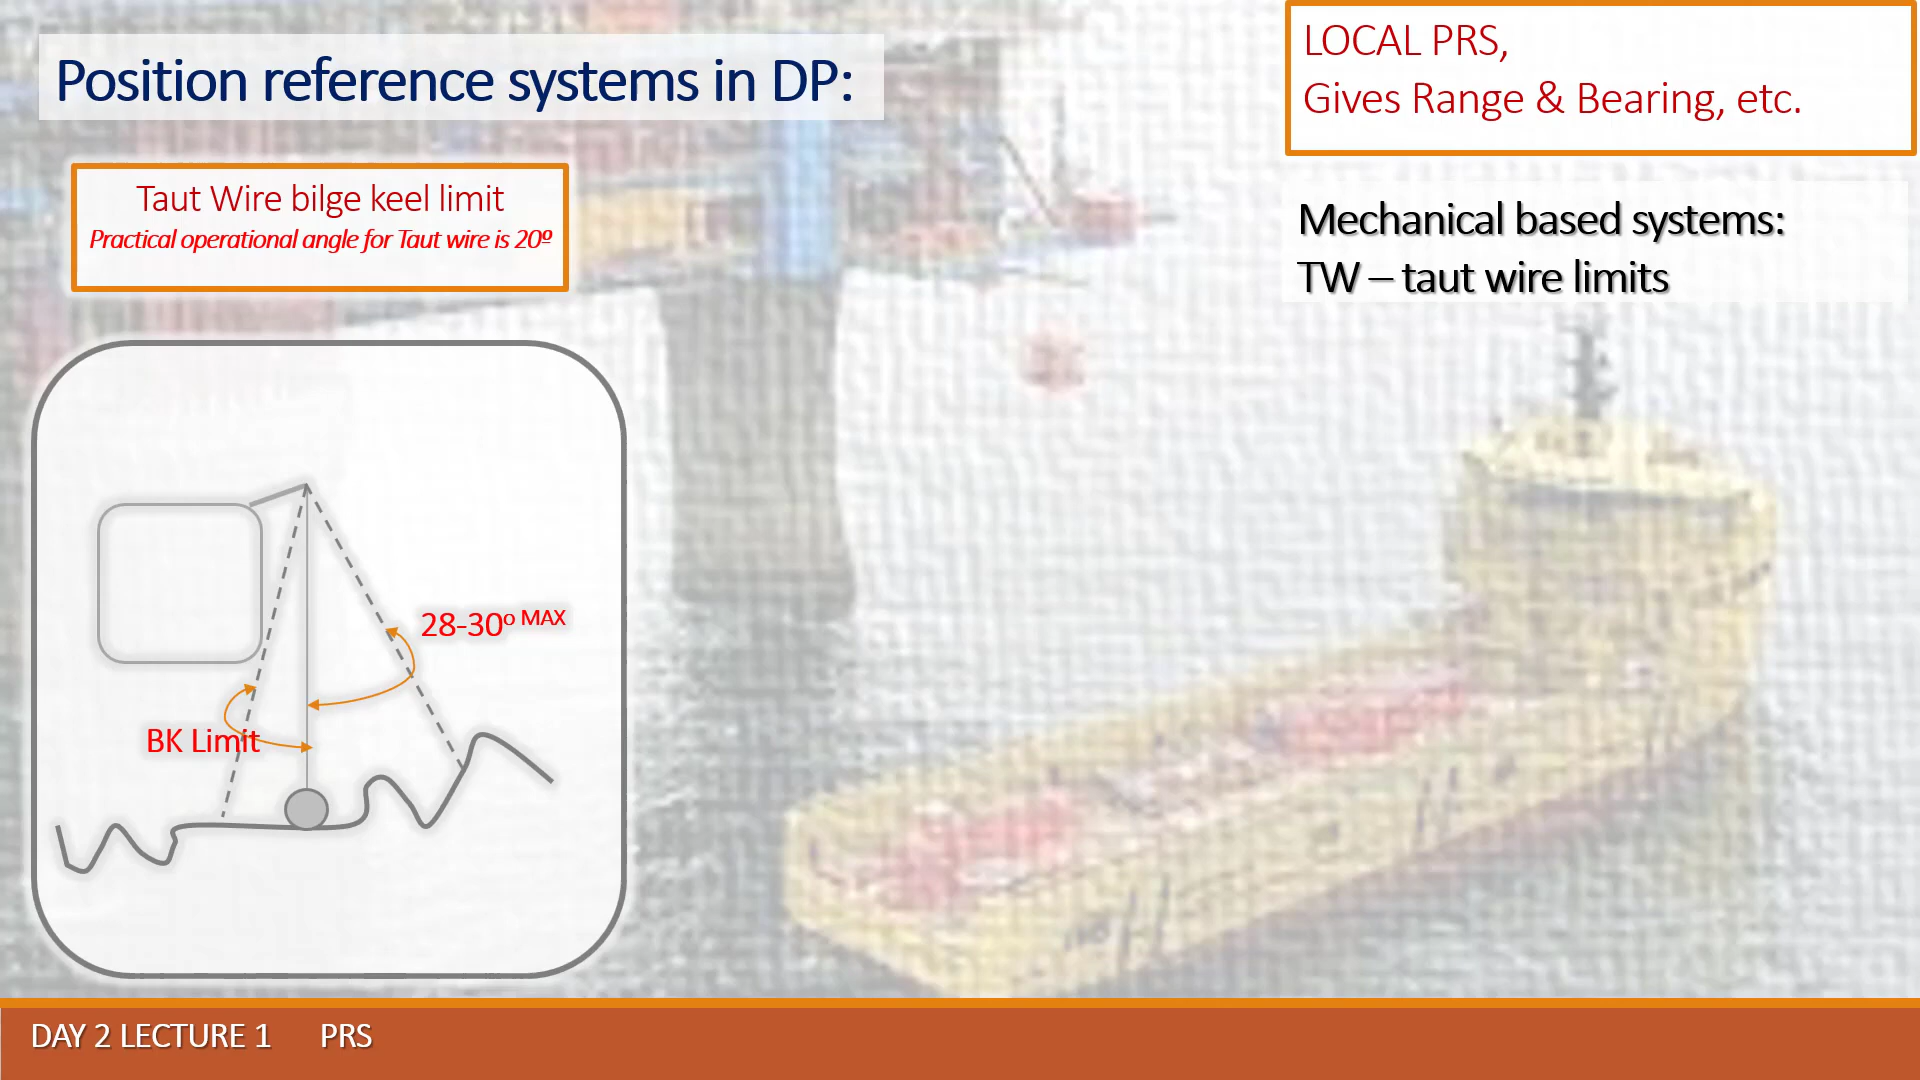 Position reference systems in DP:
LOCAL PRS,
Gives Range & Bearing, etc.
Taut Wire bilge keel limit
Practical operational angle for Taut wire is 20º
Mechanical based systems:
TW – taut wire limits
28-30º MAX
BK Limit
DAY 2 LECTURE 1 PRS